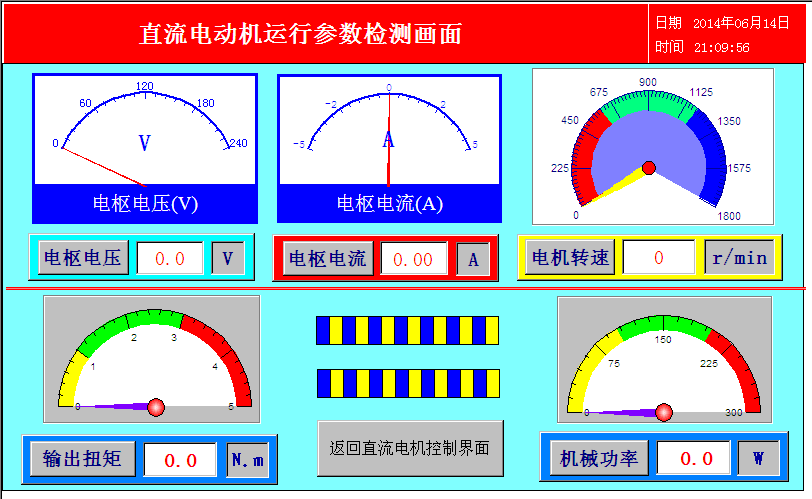 直流电动机运行参数检测画面
日期 2014年06月14日
时间 21:09:56
0 60 120 180 240
V
电枢电压(V)
-5 -2 0 2 5
A
电枢电流(A)
0 225 450 675 900 1125 1350 1575 1800
电枢电压 0.0 V
电枢电流 0.00 A
电机转速 0 r/min
0 1 2 3 4 5
0 75 150 225 300
返回直流电机控制界面
输出扭矩 0.0 N.m
机械功率 0.0 W